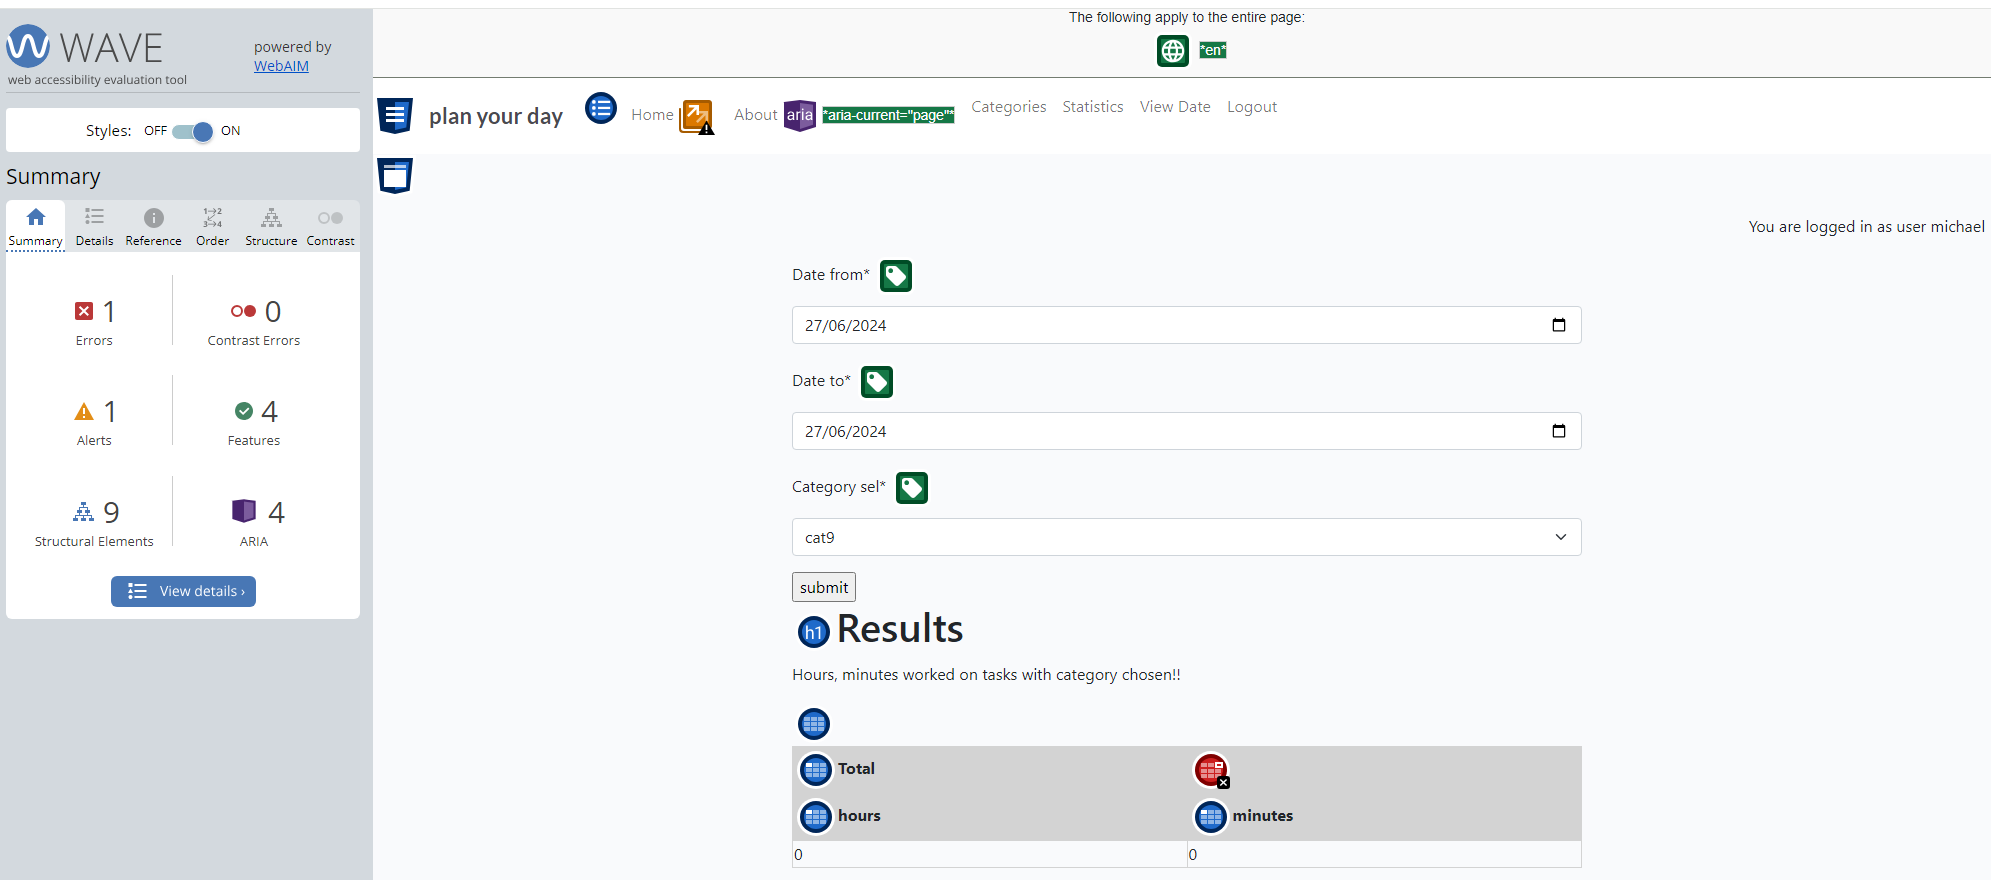 WAVE
powered by
WebAIM
web accessibility evaluation tool
Styles: OFF ON
Summary
Summary Details Reference Order Structure Contrast
1 0
Errors Contrast Errors
1 4
Alerts Features
9 4
Structural Elements ARIA
View details ›
The following apply to the entire page:
*en*
plan your day Home About aria *aria-current="page"* Categories Statistics View Date Logout
You are logged in as user michael
Date from*
27/06/2024
Date to*
27/06/2024
Category sel*
cat9
submit
h1 Results
Hours, minutes worked on tasks with category chosen!!
Total
hours minutes
0 0